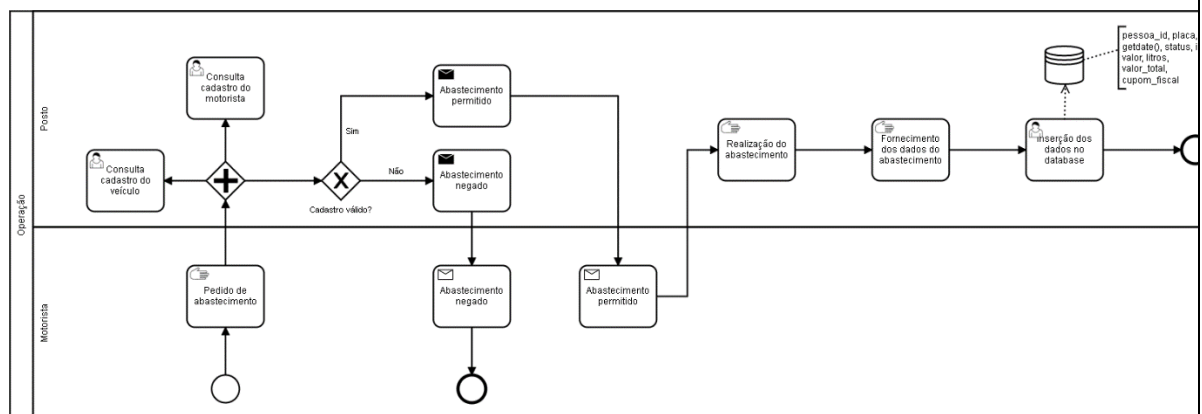 Operação
Posto
Motorista
Consulta
cadastro do
motorista
Consulta
cadastro do
veículo
Pedido de
abastecimento
Cadastro válido?
Sim
Não
Abastecimento
permitido
Abastecimento
negado
Abastecimento
negado
Abastecimento
permitido
Realização do
abastecimento
Fornecimento
dos dados do
abastecimento
Inserção dos
dados no
database
pessoa_id, placa,
getdate(), status,
valor, litros,
valor_total,
cupom_fiscal